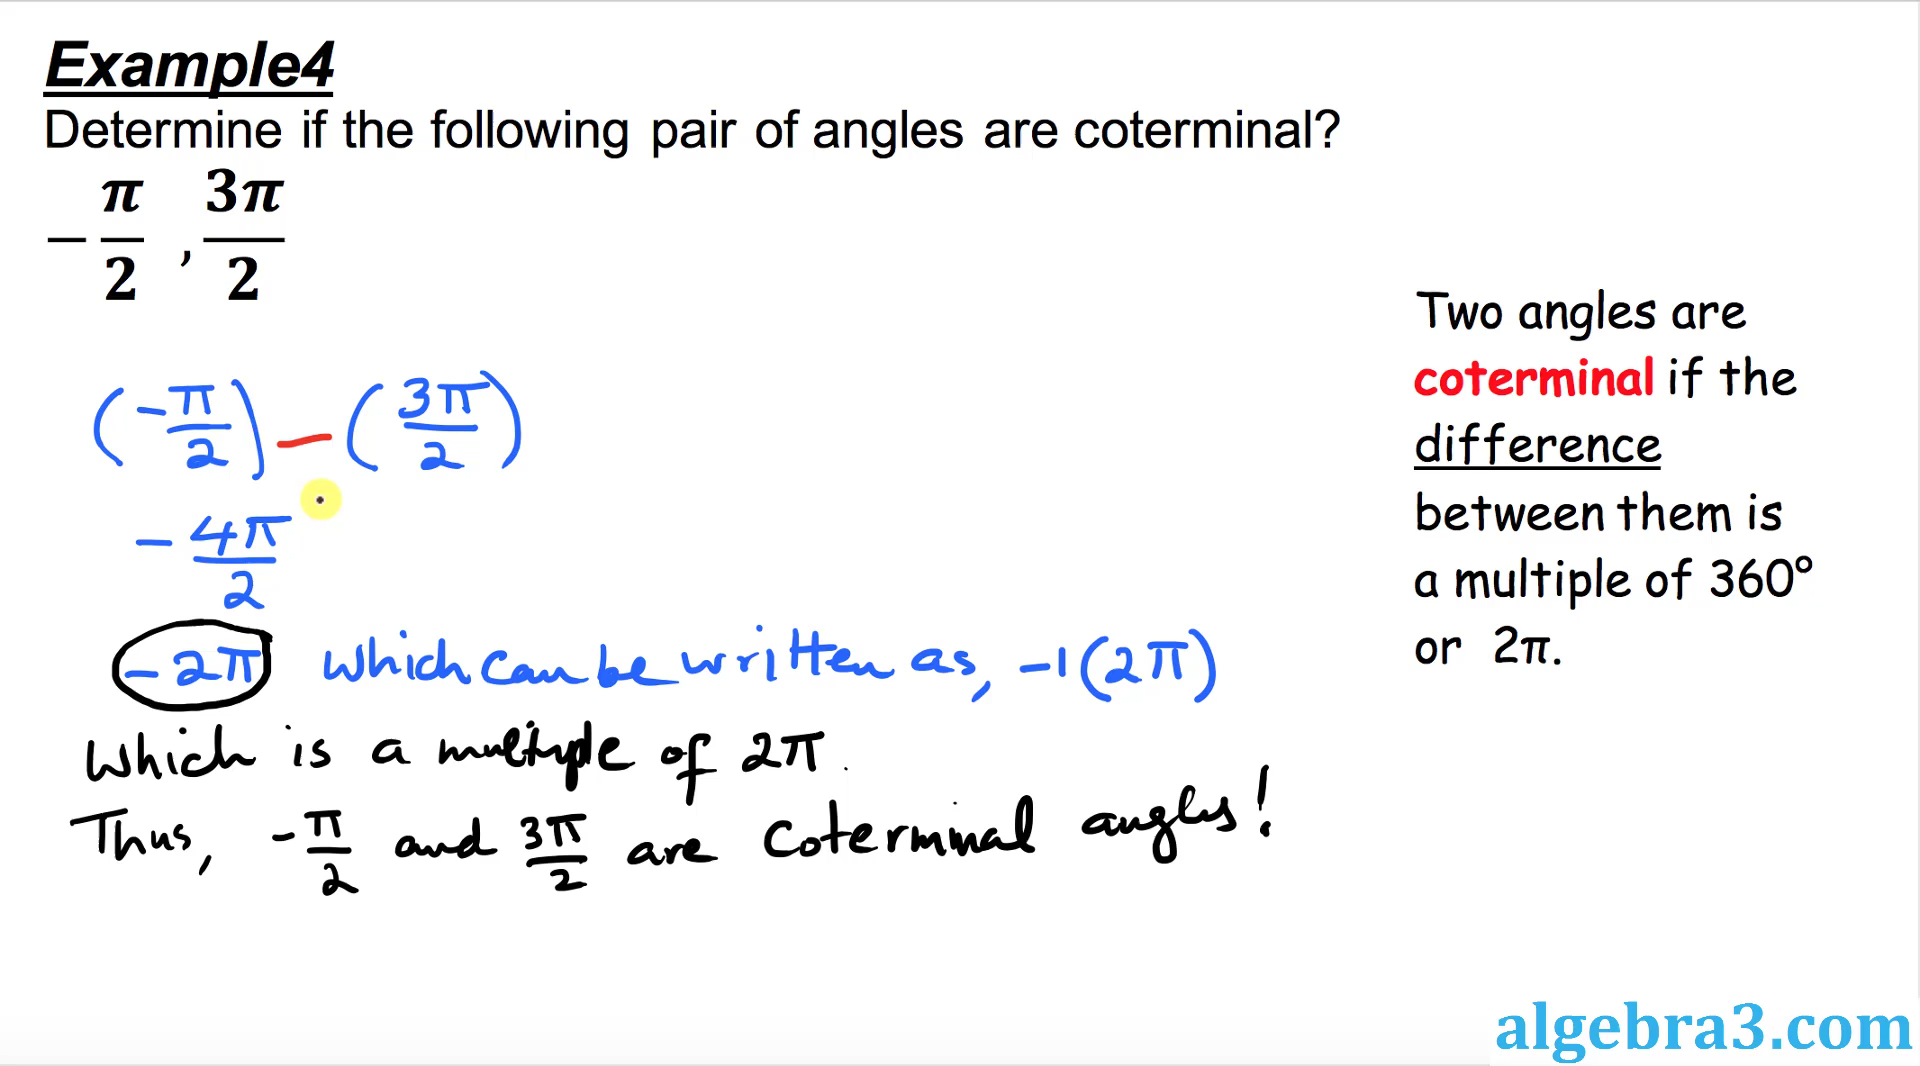 Example4
Determine if the following pair of angles are coterminal?
−π/2 , 3π/2
(−π/2) − (3π/2)
−4π/2
−2π which can be written as, −1(2π)
which is a multiple of 2π.
Thus, −π/2 and 3π/2 are coterminal angles!
Two angles are
coterminal if the
difference
between them is
a multiple of 360°
or 2π.
algebra3.com